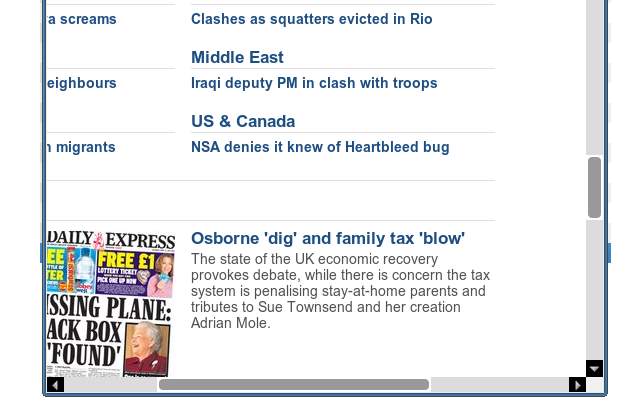 a screams
Clashes as squatters evicted in Rio
Middle East
eighbours
Iraqi deputy PM in clash with troops
US & Canada
migrants
NSA denies it knew of Heartbleed bug
DAILY EXPRESS
FREE £1
LOTTERY TICKET
PICK ONE UP NOW
ISSING PLANE:
ACK BOX
'FOUND'
Osborne 'dig' and family tax 'blow'
The state of the UK economic recovery
provokes debate, while there is concern the tax
system is penalising stay-at-home parents and
tributes to Sue Townsend and her creation
Adrian Mole.